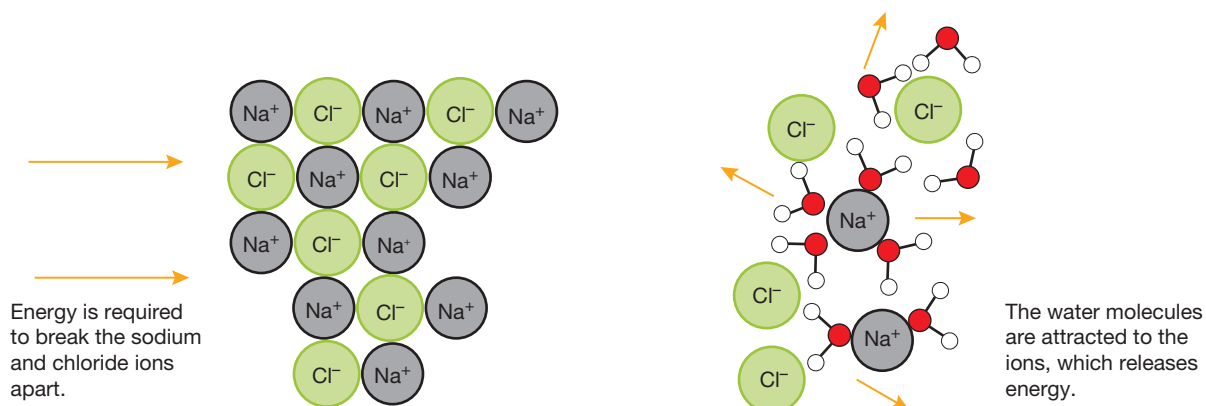 Na⁺ Cl⁻ Na⁺ Cl⁻ Na⁺
Cl⁻ Na⁺ Cl⁻ Na⁺
Na⁺ Cl⁻ Na⁺
Na⁺ Cl⁻ Na⁺
Cl⁻ Na⁺
Energy is required
to break the sodium
and chloride ions
apart.
Cl⁻
Cl⁻
Na⁺
Cl⁻
Na⁺
Cl⁻
The water molecules
are attracted to the
ions, which releases
energy.